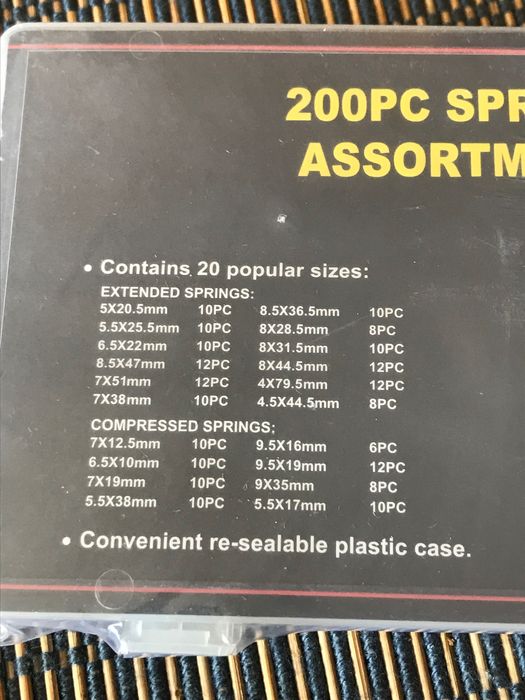 200PC SPR
ASSORTM
• Contains 20 popular sizes:
EXTENDED SPRINGS:
5X20.5mm 10PC 8.5X36.5mm 10PC
5.5X25.5mm 10PC 8X28.5mm 8PC
6.5X22mm 10PC 8X31.5mm 10PC
8.5X47mm 12PC 8X44.5mm 12PC
7X51mm 12PC 4X79.5mm 12PC
7X38mm 10PC 4.5X44.5mm 8PC
COMPRESSED SPRINGS;
7X12.5mm 10PC 9.5X16mm 6PC
6.5X10mm 10PC 9.5X19mm 12PC
7X19mm 10PC 9X35mm 8PC
5.5X38mm 10PC 5.5X17mm 10PC
• Convenient re-sealable plastic case.